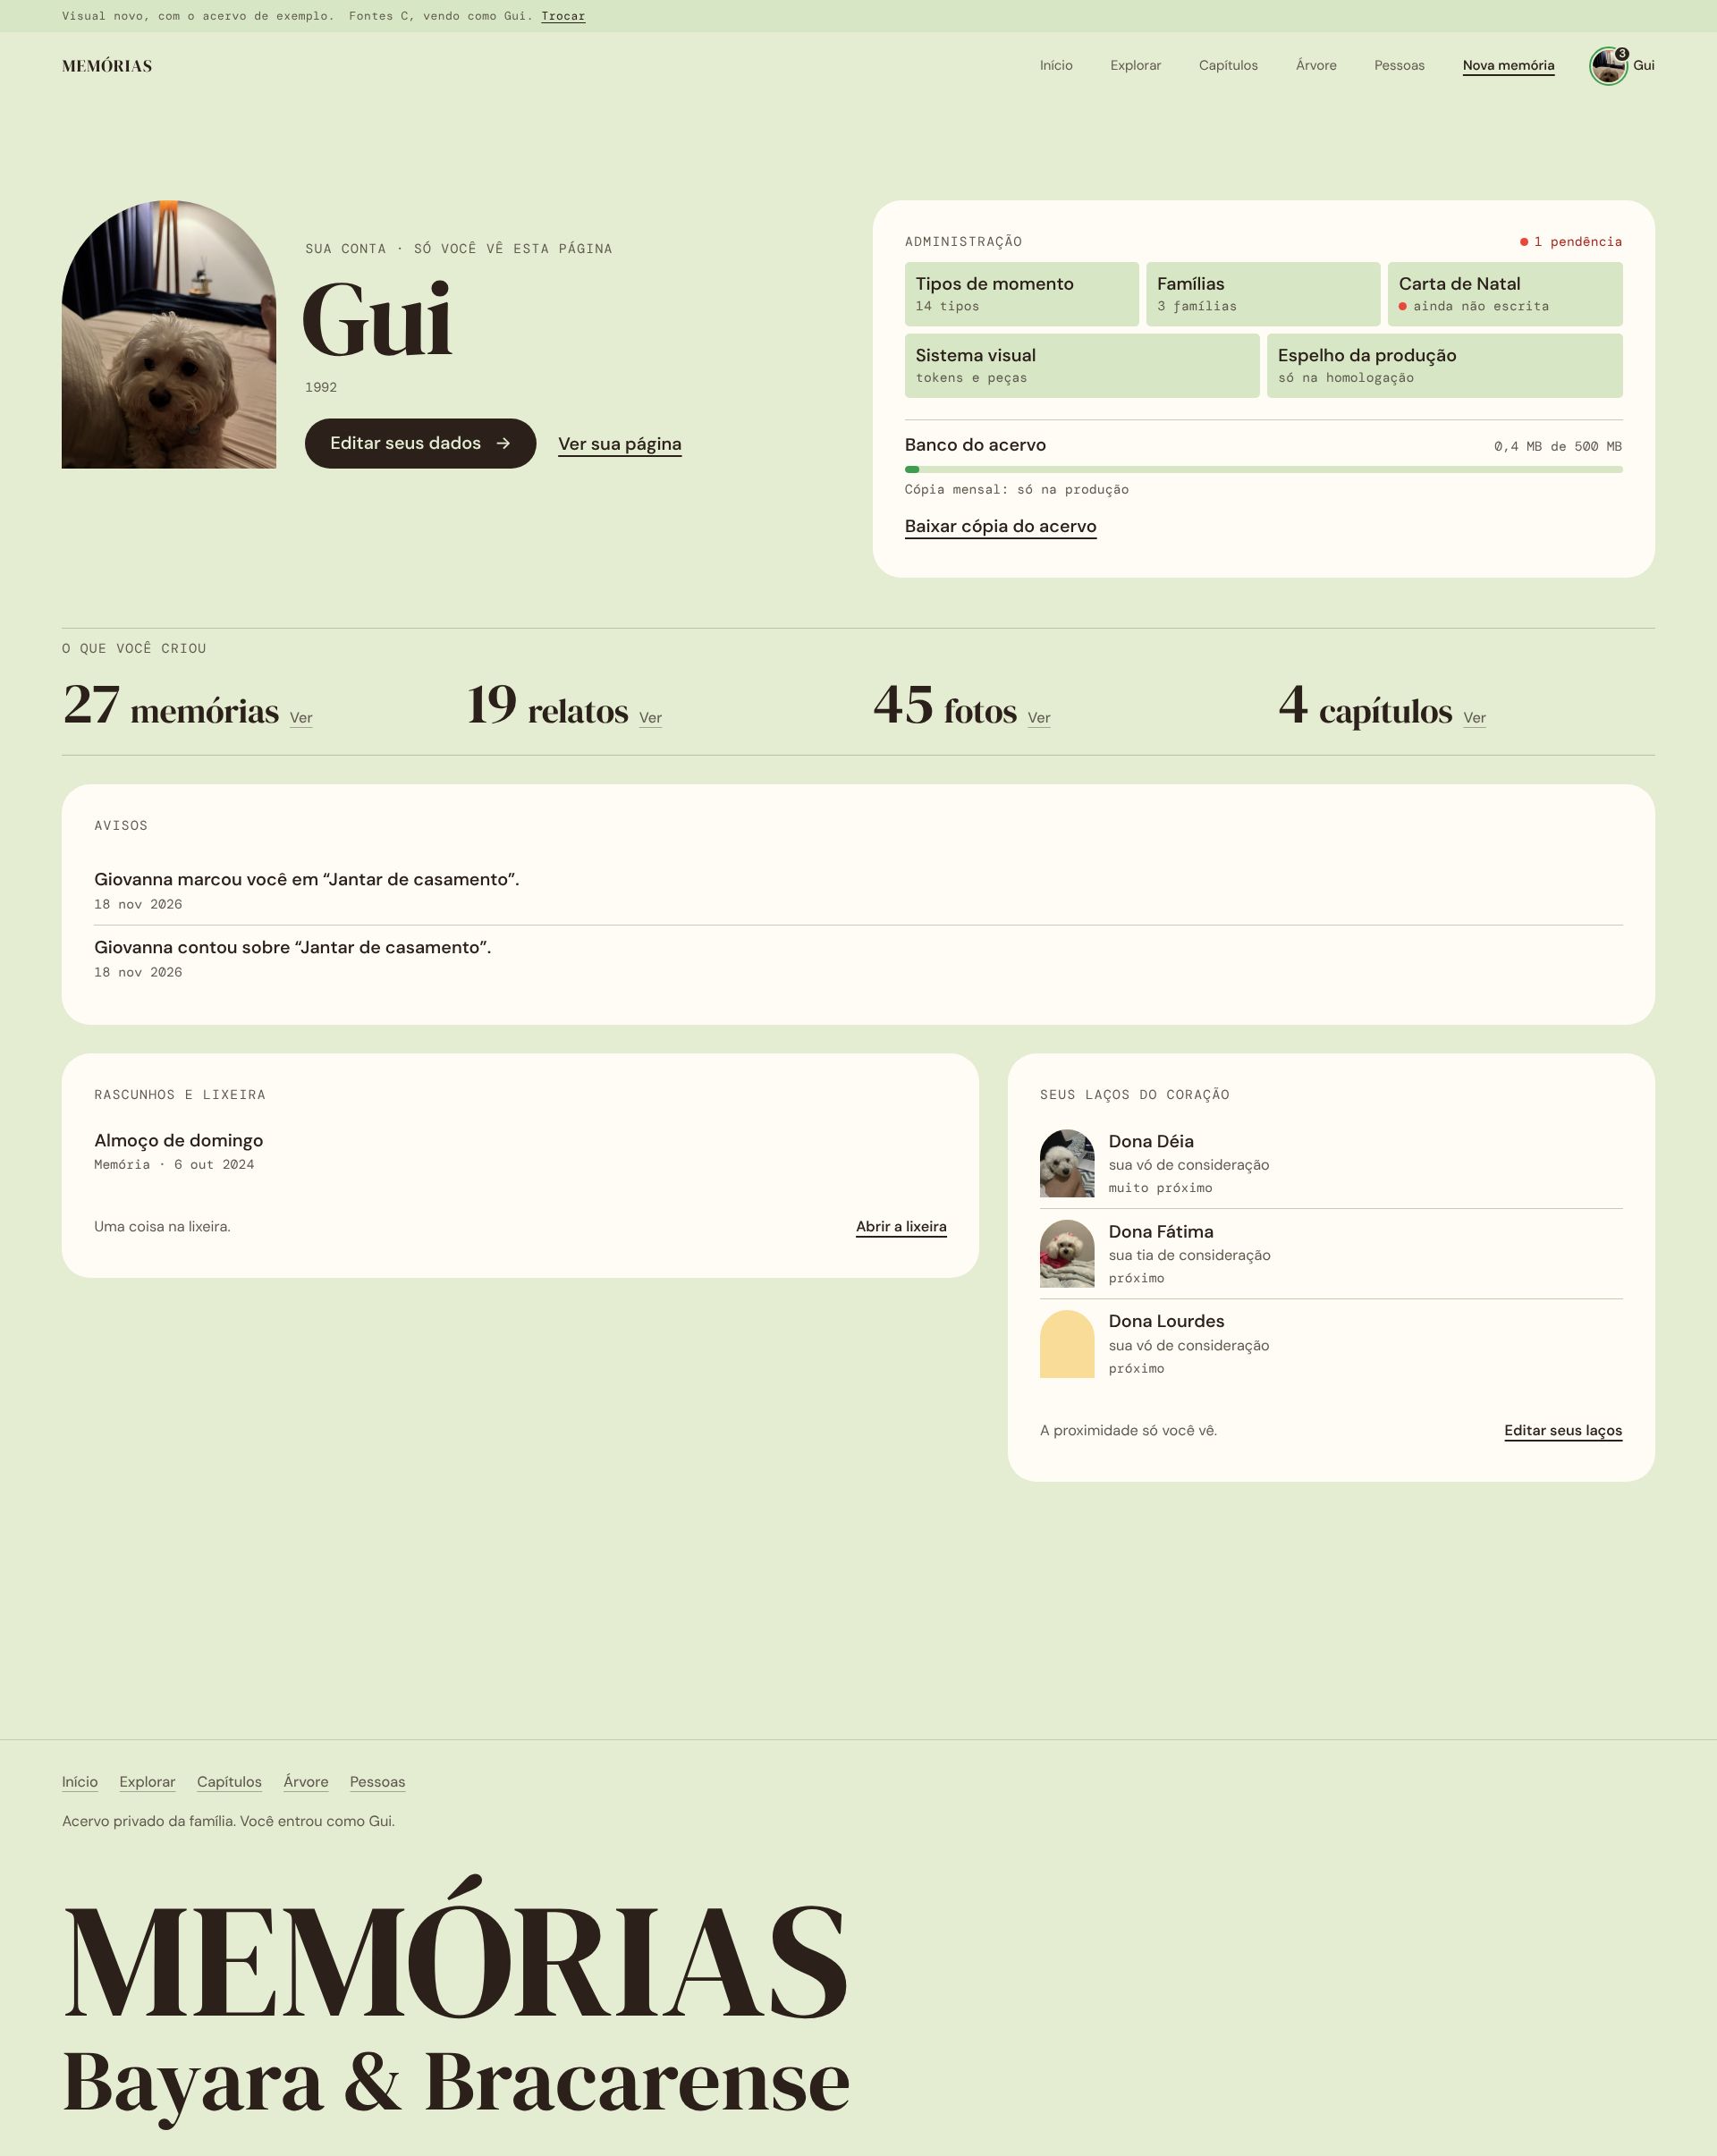 Visual novo, com o acervo de exemplo. Fontes C, vendo como Gui. Trocar
MEMÓRIAS
Início Explorar Capítulos Árvore Pessoas Nova memória 3 Gui
SUA CONTA · SÓ VOCÊ VÊ ESTA PÁGINA
Gui
1992
Editar seus dados →
Ver sua página
ADMINISTRAÇÃO
1 pendência
Tipos de momento
14 tipos
Famílias
3 famílias
Carta de Natal
ainda não escrita
Sistema visual
tokens e peças
Espelho da produção
só na homologação
Banco do acervo
0,4 MB de 500 MB
Cópia mensal: só na produção
Baixar cópia do acervo
O QUE VOCÊ CRIOU
27 memórias Ver
19 relatos Ver
45 fotos Ver
4 capítulos Ver
AVISOS
Giovanna marcou você em “Jantar de casamento”.
18 nov 2026
Giovanna contou sobre “Jantar de casamento”.
18 nov 2026
RASCUNHOS E LIXEIRA
Almoço de domingo
Memória · 6 out 2024
Uma coisa na lixeira.
Abrir a lixeira
SEUS LAÇOS DO CORAÇÃO
Dona Déia
sua vó de consideração
muito próximo
Dona Fátima
sua tia de consideração
próximo
Dona Lourdes
sua vó de consideração
próximo
A proximidade só você vê.
Editar seus laços
Início Explorar Capítulos Árvore Pessoas
Acervo privado da família. Você entrou como Gui.
MEMÓRIAS
Bayara & Bracarense